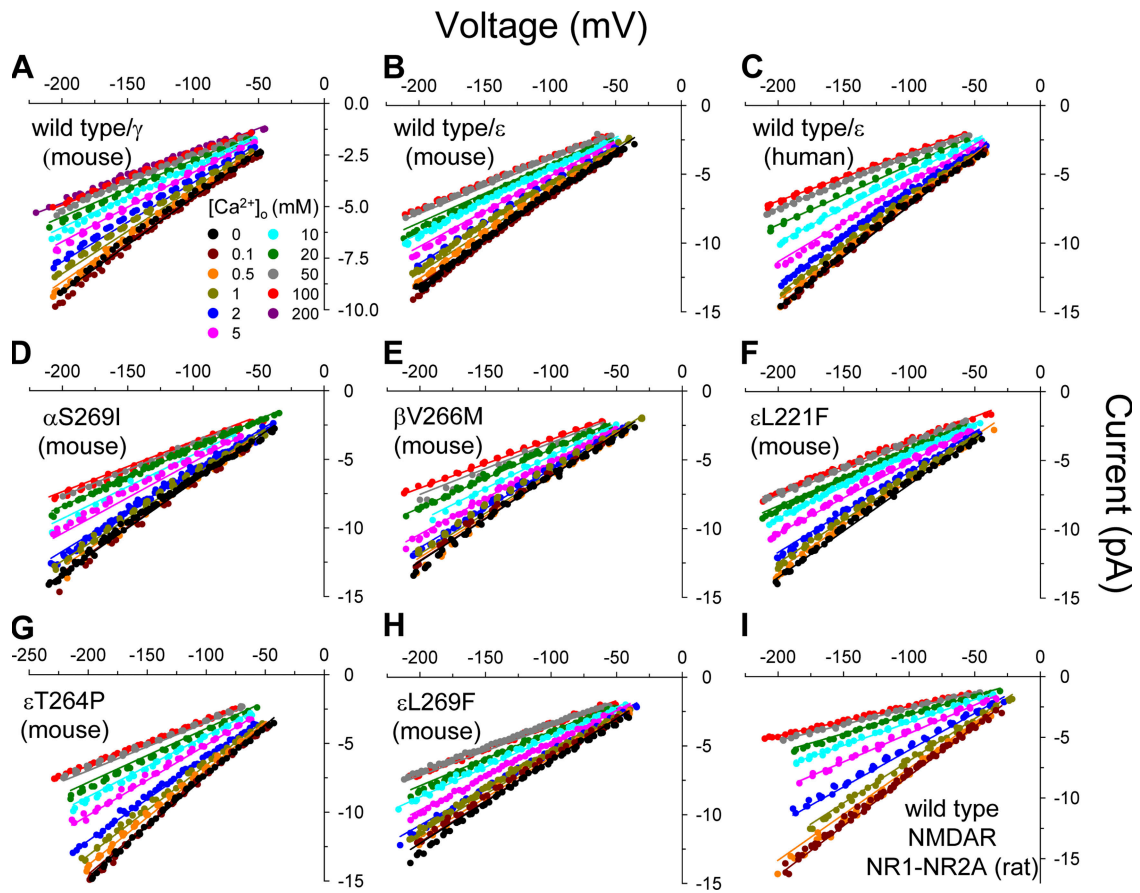 Voltage (mV)
A
-200 -150 -100 -50 0
B
-200 -150 -100 -50 0
C
-200 -150 -100 -50 0
0.0
-2.5
-5.0
-7.5
-10.0
wild type/γ
(mouse)
[Ca²⁺]ₒ (mM)
0 10
0.1 20
0.5 50
1 100
2 200
5
0
-5
-10
-15
wild type/ε
(mouse)
0
-5
-10
-15
wild type/ε
(human)
D
-200 -150 -100 -50 0
E
-200 -150 -100 -50 0
F
-200 -150 -100 -50 0
0
-5
-10
-15
αS269I
(mouse)
0
-5
-10
-15
βV266M
(mouse)
0
-5
-10
-15
εL221F
(mouse)
Current (pA)
G
-250 -200 -150 -100 -50 0
H
-200 -150 -100 -50 0
I
-200 -150 -100 -50 0
0
-5
-10
-15
εT264P
(mouse)
0
-5
-10
-15
εL269F
(mouse)
0
-5
-10
-15
wild type
NMDAR
NR1-NR2A (rat)